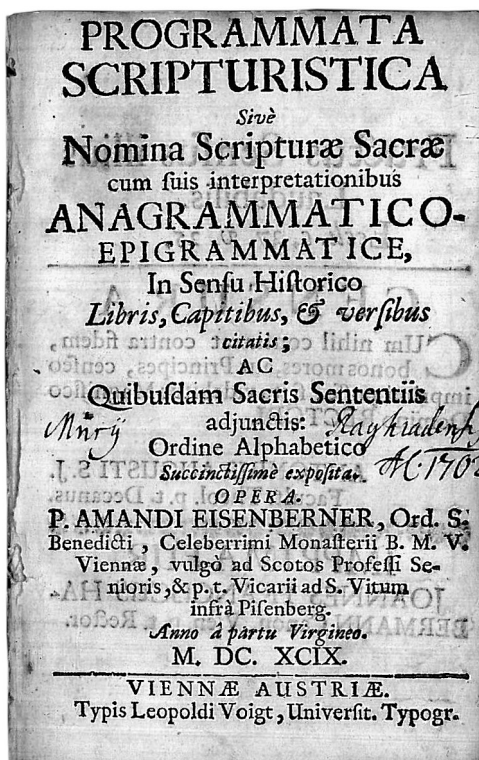 PROGRAMMATA
SCRIPTURISTICA
Sivè
Nomina Scripturæ Sacræ
cum ſuis interpretationibus
ANAGRAMMATICO-
EPIGRAMMATICE,
In Senſu Hiſtorico
Libris, Capitibus, & verſibus
citatis;
AC
Quibuſdam Sacris Sententiis
adjunctis:
Ordine Alphabetico
Succinctiſſimè expoſita.
OPERA.
P. AMANDI EISENBERNER, Ord. S.
Benedicti, Celeberrimi Monaſterii B. M. V.
Viennæ, vulgò ad Scotos Profeſſi Se-
nioris, & p. t. Vicarii ad S. Vitum
infrà Piſenberg.
Anno â partu Virgineo.
M. DC. XCIX.
VIENNÆ AUSTRIÆ.
Typis Leopoldi Voigt, Univerſit. Typogr.